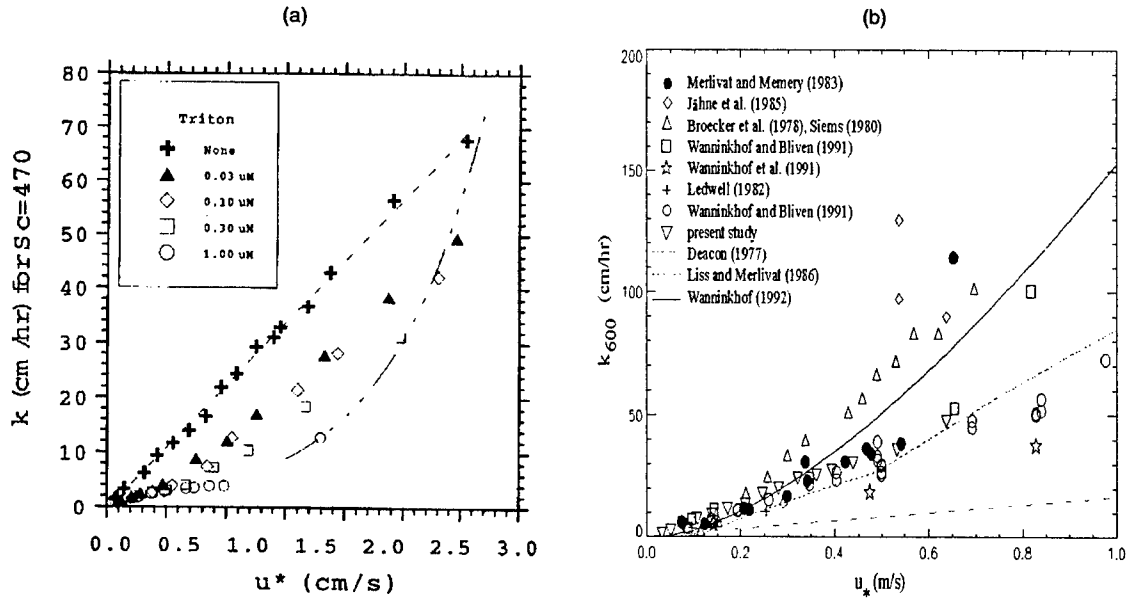 (a)
80
70
60
50
40
30
20
10
0
k (cm/hr) for Sc=470
Triton
None
0.03 uM
0.10 uM
0.30 uM
1.00 uM
0.0 0.5 1.0 1.5 2.0 2.5 3.0
u* (cm/s)
(b)
200
150
100
50
0
k600 (cm/hr)
Merlivat and Memery (1983)
Jähne et al. (1985)
Broecker et al. (1978), Siems (1980)
Wanninkhof and Bliven (1991)
Wanninkhof et al. (1991)
Ledwell (1982)
Wanninkhof and Bliven (1991)
present study
Deacon (1977)
Liss and Merlivat (1986)
Wanninkhof (1992)
0.0 0.2 0.4 0.6 0.8 1.0
u* (m/s)